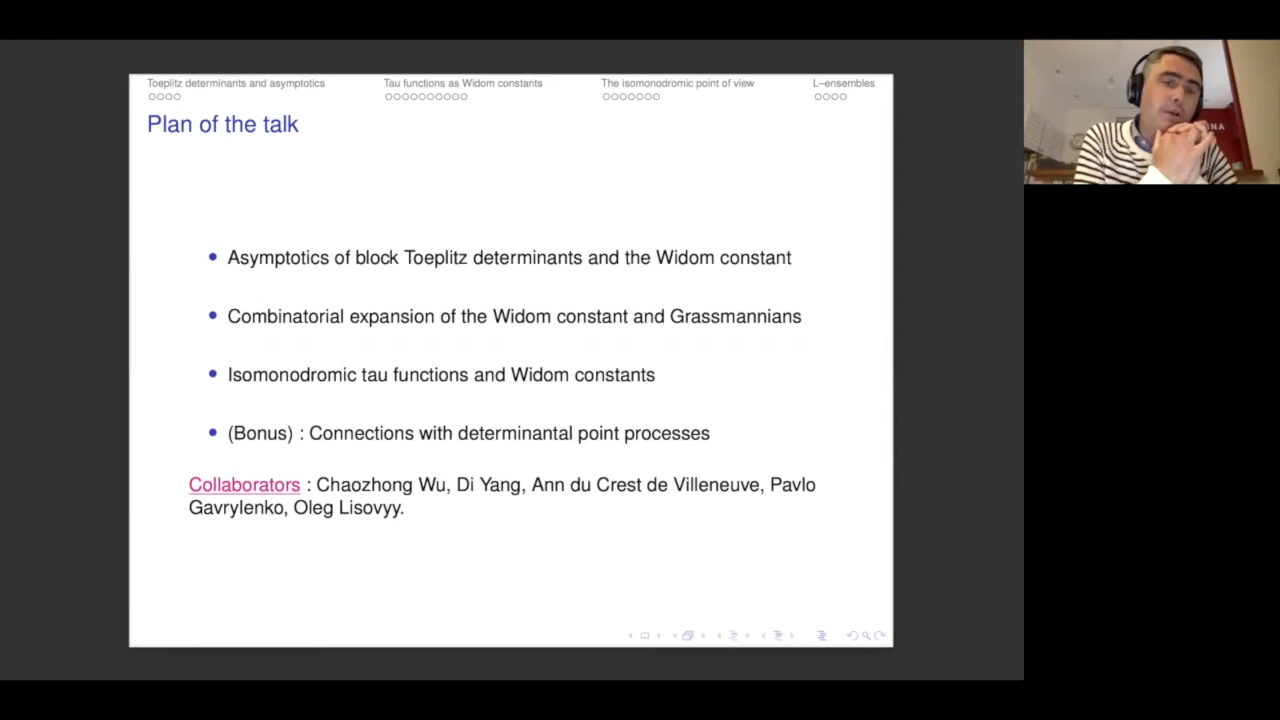 Toeplitz determinants and asymptotics
Tau functions as Widom constants
The isomonodromic point of view
L–ensembles
Plan of the talk
Asymptotics of block Toeplitz determinants and the Widom constant
Combinatorial expansion of the Widom constant and Grassmannians
Isomonodromic tau functions and Widom constants
(Bonus) : Connections with determinantal point processes
Collaborators : Chaozhong Wu, Di Yang, Ann du Crest de Villeneuve, Pavlo
Gavrylenko, Oleg Lisovyy.